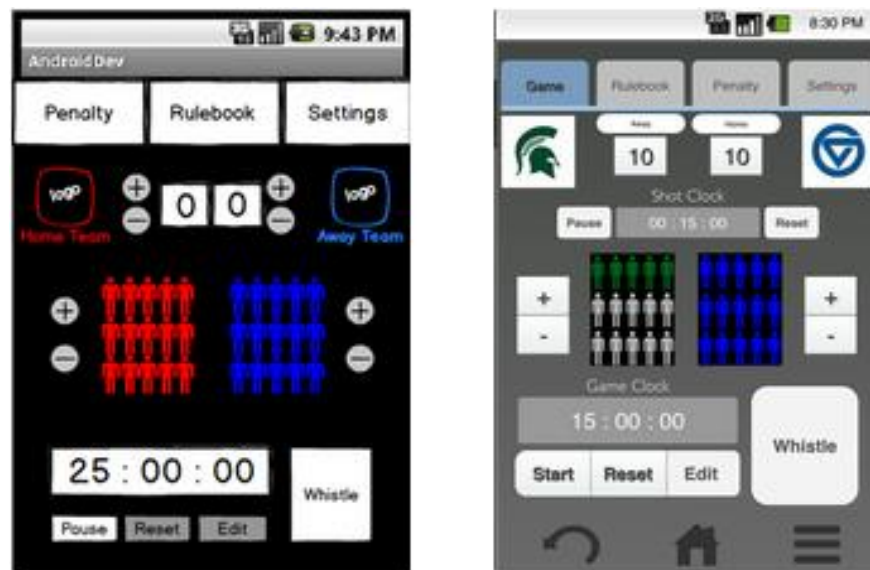 9:43 PM
AndroidDev
Penalty Rulebook Settings
logo + 0 0 + logo
- -
Home Team Away Team
+ +
- -
25 : 00 : 00
Whistle
Pause Reset Edit
3G 8:30 PM
Game Rulebook Penalty Settings
Away Home
10 10
Shot Clock
Pause 00 : 15 : 00 Reset
+ +
- -
Game Clock
15 : 00 : 00
Whistle
Start Reset Edit